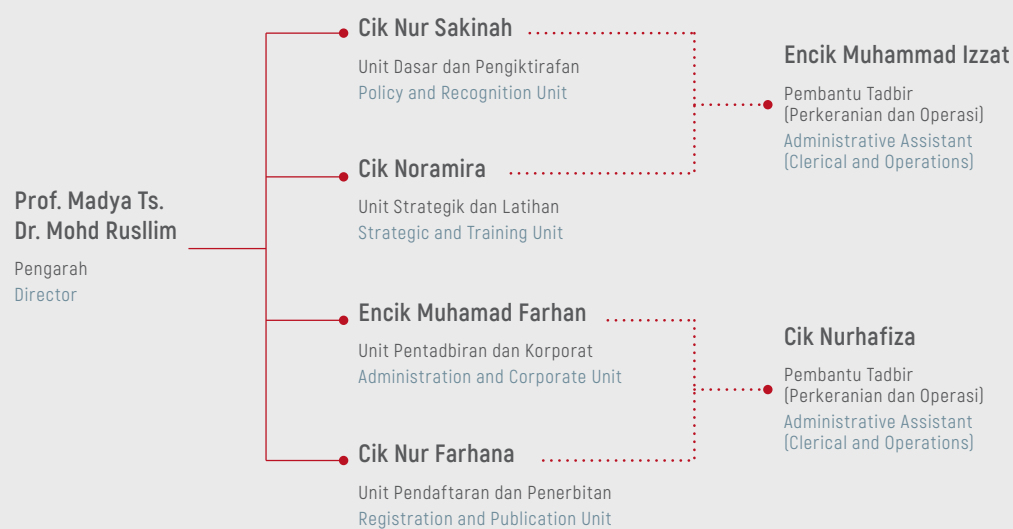 Prof. Madya Ts.
Dr. Mohd Rusllim
Pengarah
Director
Cik Nur Sakinah
Unit Dasar dan Pengiktirafan
Policy and Recognition Unit
Cik Noramira
Unit Strategik dan Latihan
Strategic and Training Unit
Encik Muhamad Farhan
Unit Pentadbiran dan Korporat
Administration and Corporate Unit
Cik Nur Farhana
Unit Pendaftaran dan Penerbitan
Registration and Publication Unit
Encik Muhammad Izzat
Pembantu Tadbir
(Perkeranian dan Operasi)
Administrative Assistant
(Clerical and Operations)
Cik Nurhafiza
Pembantu Tadbir
(Perkeranian dan Operasi)
Administrative Assistant
(Clerical and Operations)